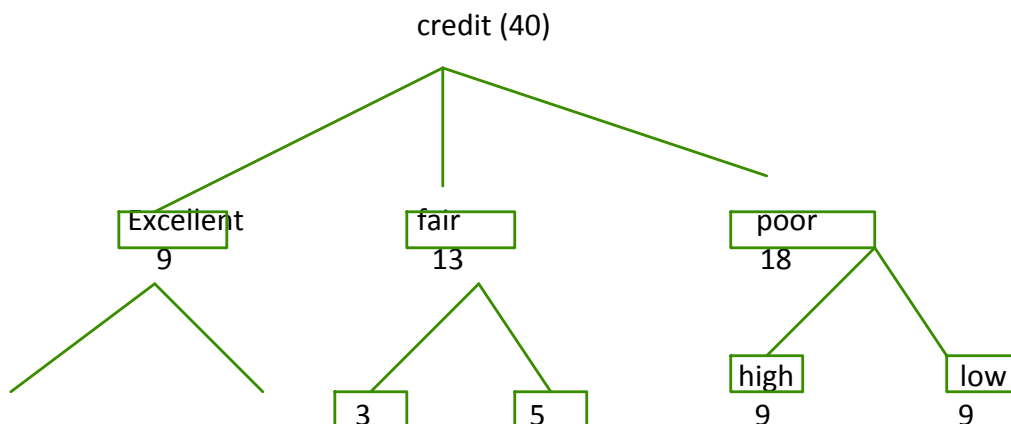 credit (40)
Excellent fair poor
9 13 18
high low
3 5 9 9